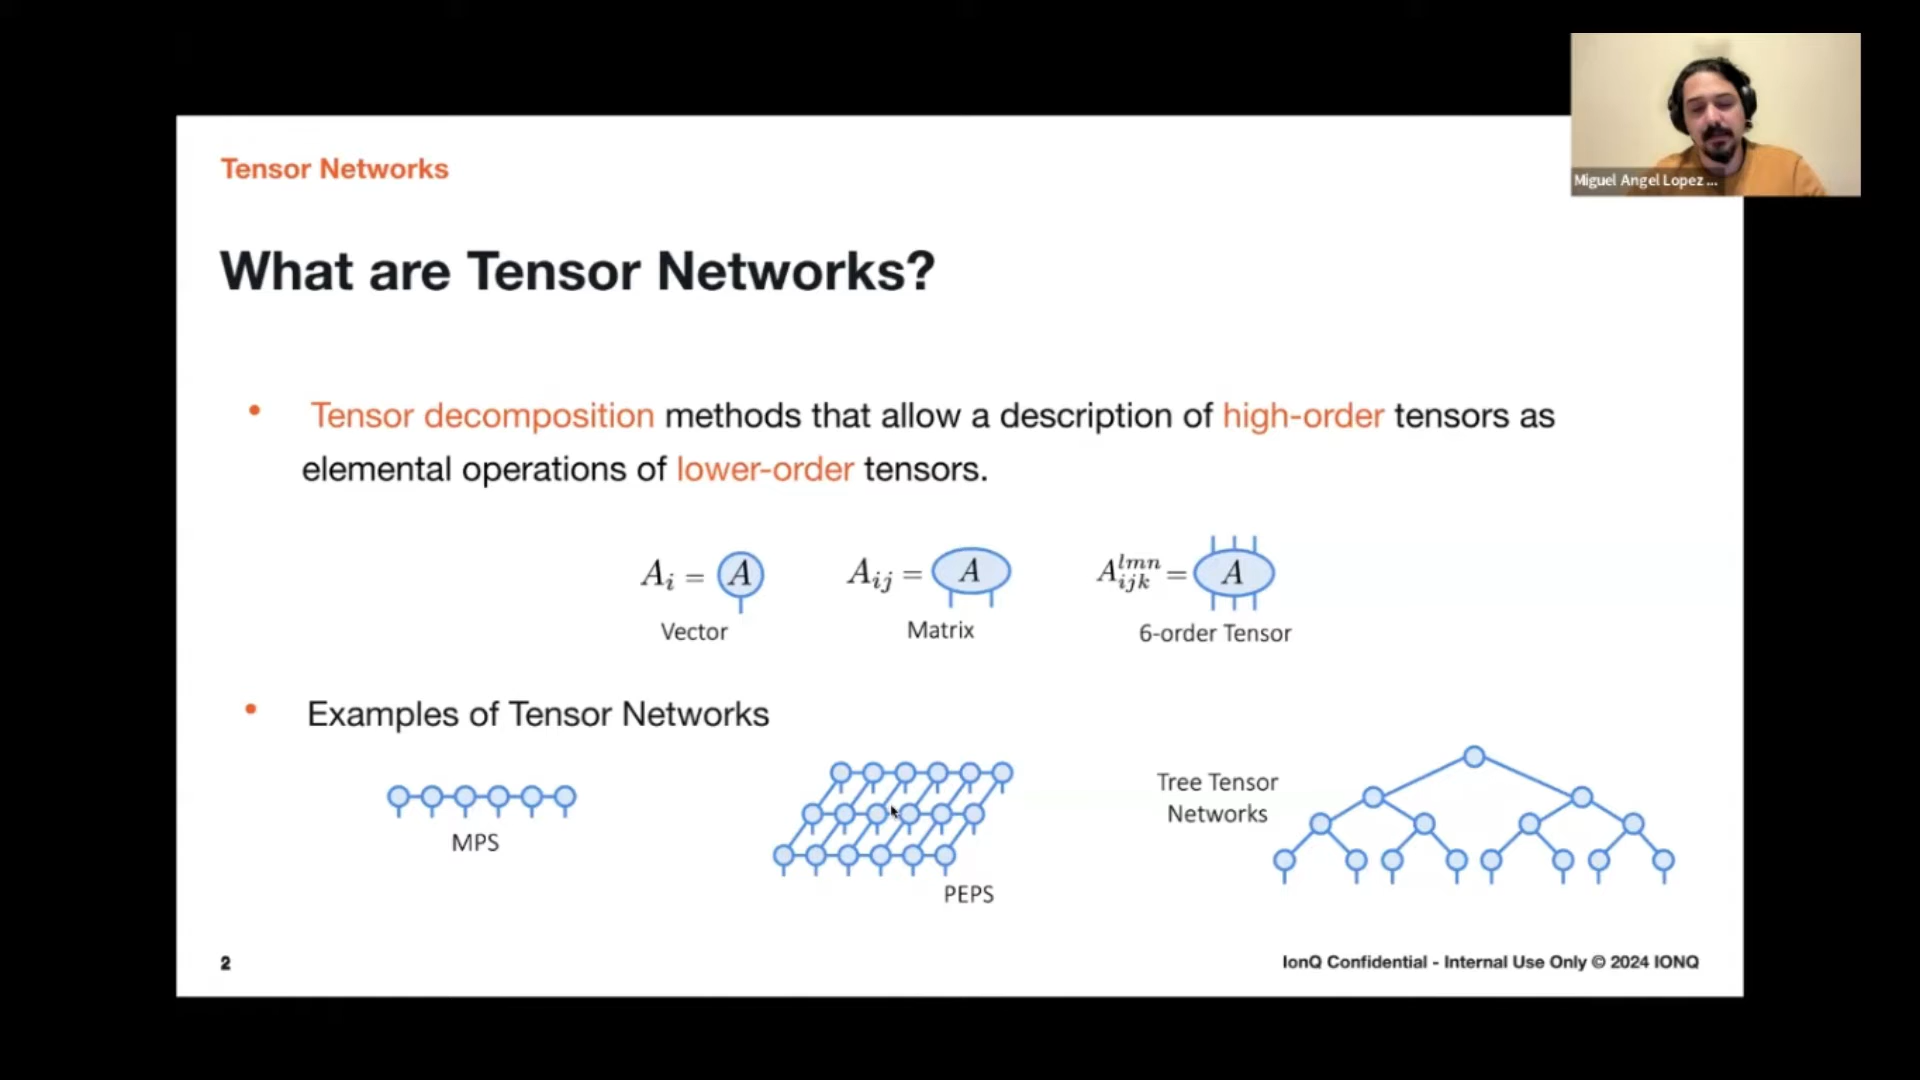 Miguel Angel Lopez ...
Tensor Networks
What are Tensor Networks?
• Tensor decomposition methods that allow a description of high-order tensors as
elemental operations of lower-order tensors.
A_i = A
A_{ij} = A
A_{ijk}^{lmn} = A
Vector
Matrix
6-order Tensor
• Examples of Tensor Networks
MPS
PEPS
Tree Tensor
Networks
2
IonQ Confidential - Internal Use Only © 2024 IONQ